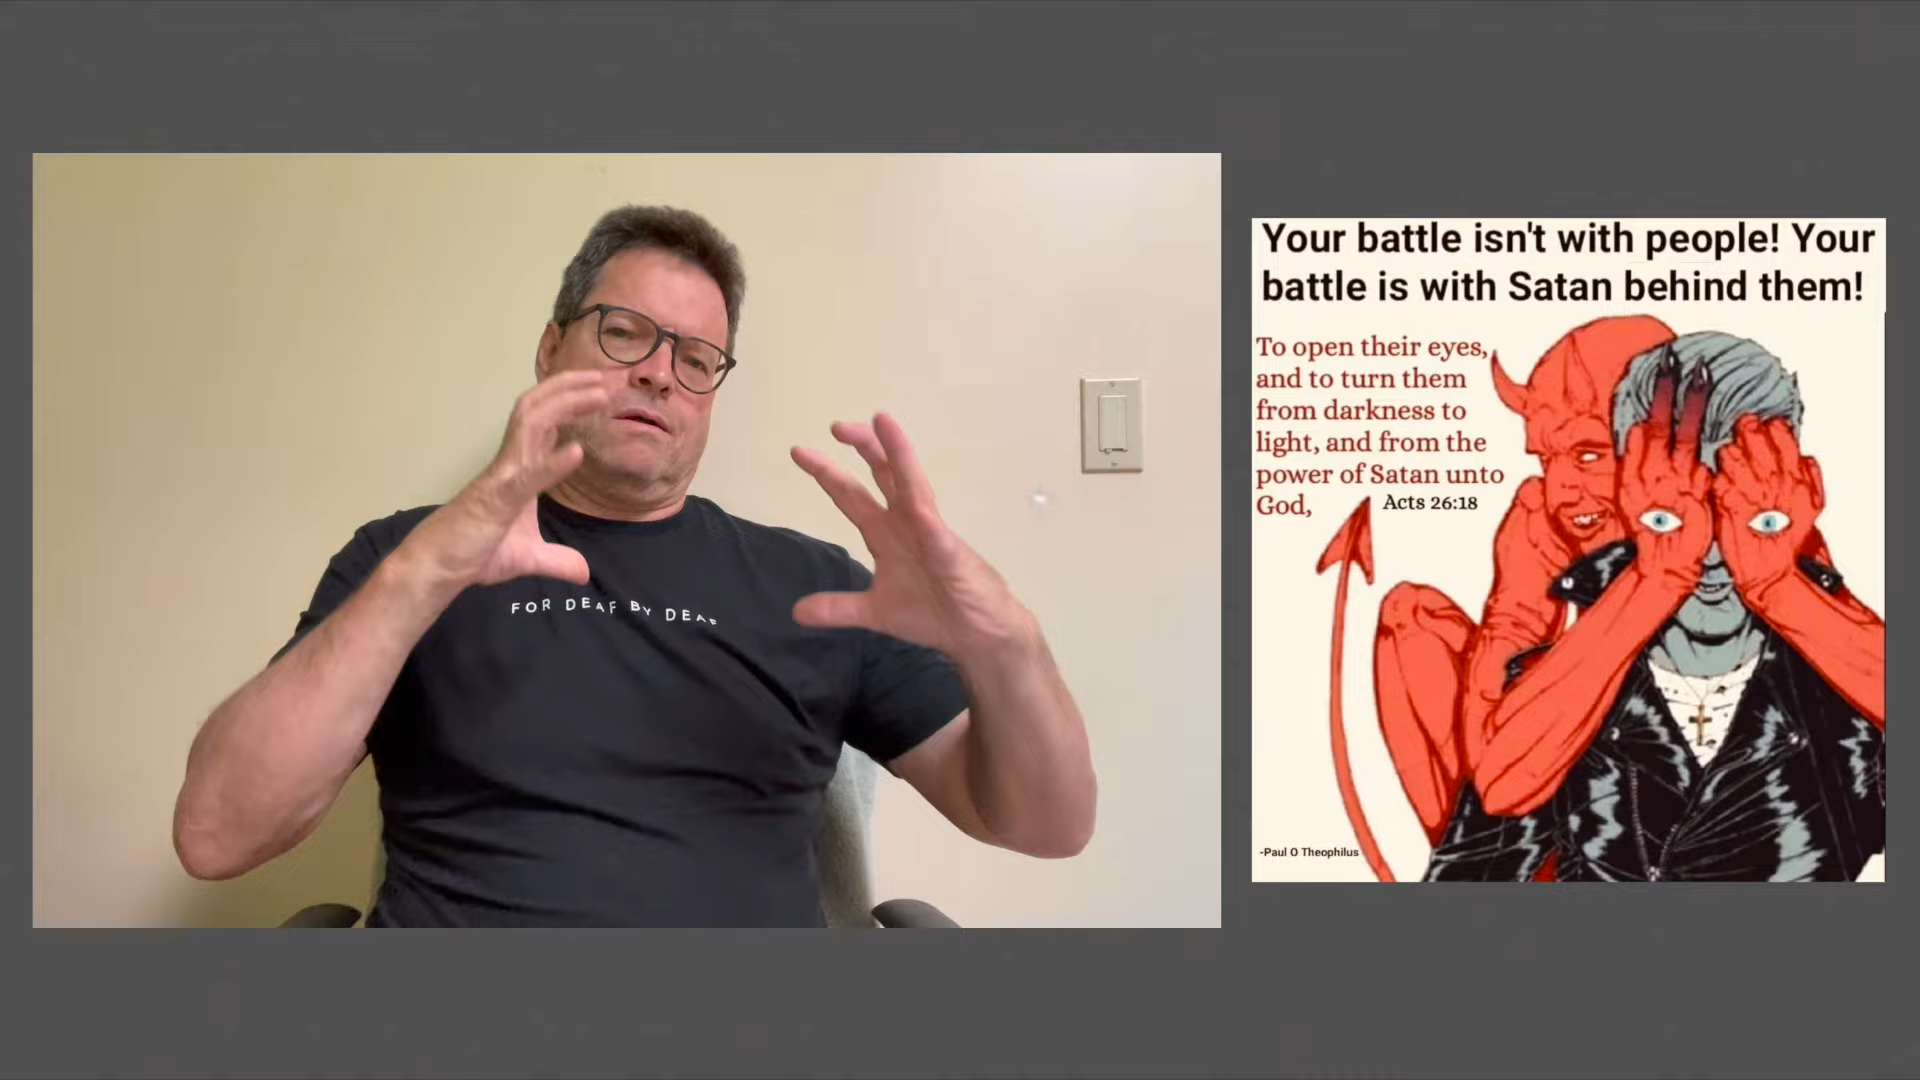 FOR DEAF BY DEAF
Your battle isn't with people! Your
battle is with Satan behind them!
To open their eyes,
and to turn them
from darkness to
light, and from the
power of Satan unto
God,
Acts 26:18
-Paul O Theophilus